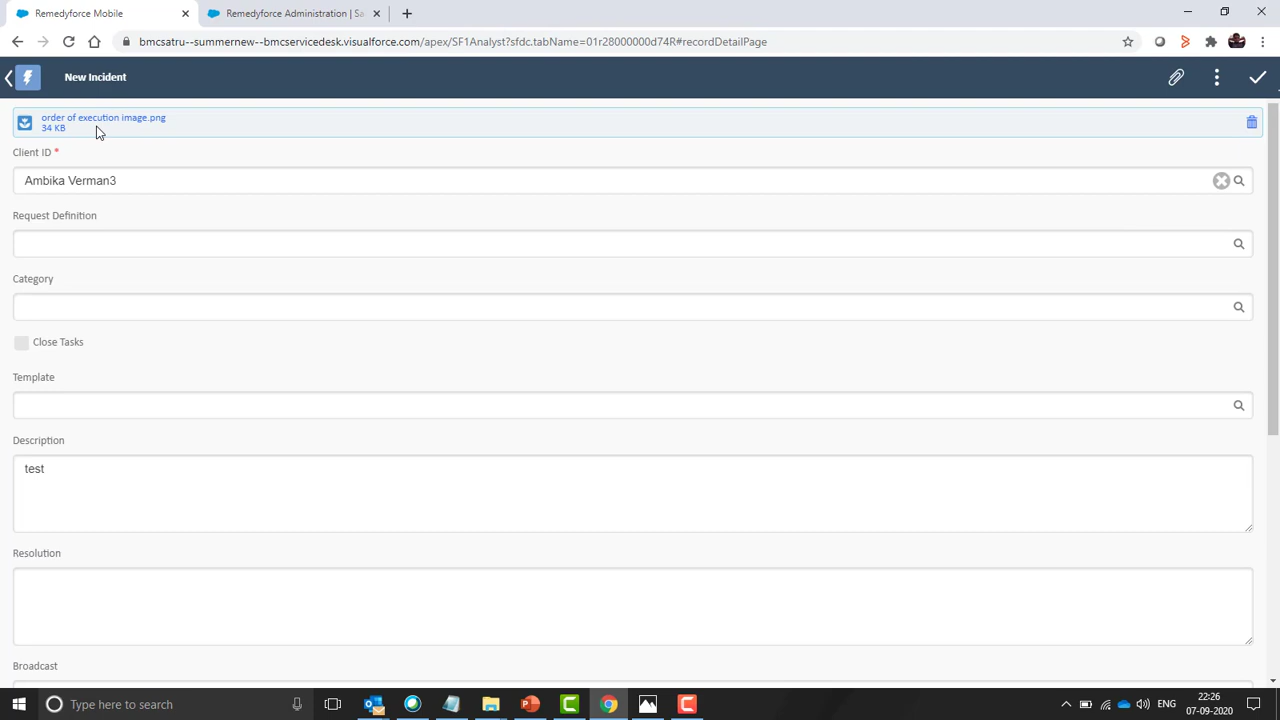 Remedyforce Mobile
Remedyforce Administration | Sa
bmcsatru--summernew--bmcservicedesk.visualforce.com/apex/SF1Analyst?sfdc.tabName=01r28000000d74R#recordDetailPage
New Incident
order of execution image.png
34 KB
Client ID *
Ambika Verman3
Request Definition
Category
Close Tasks
Template
Description
test
Resolution
Broadcast
Type here to search
ENG
22:26
07-09-2020